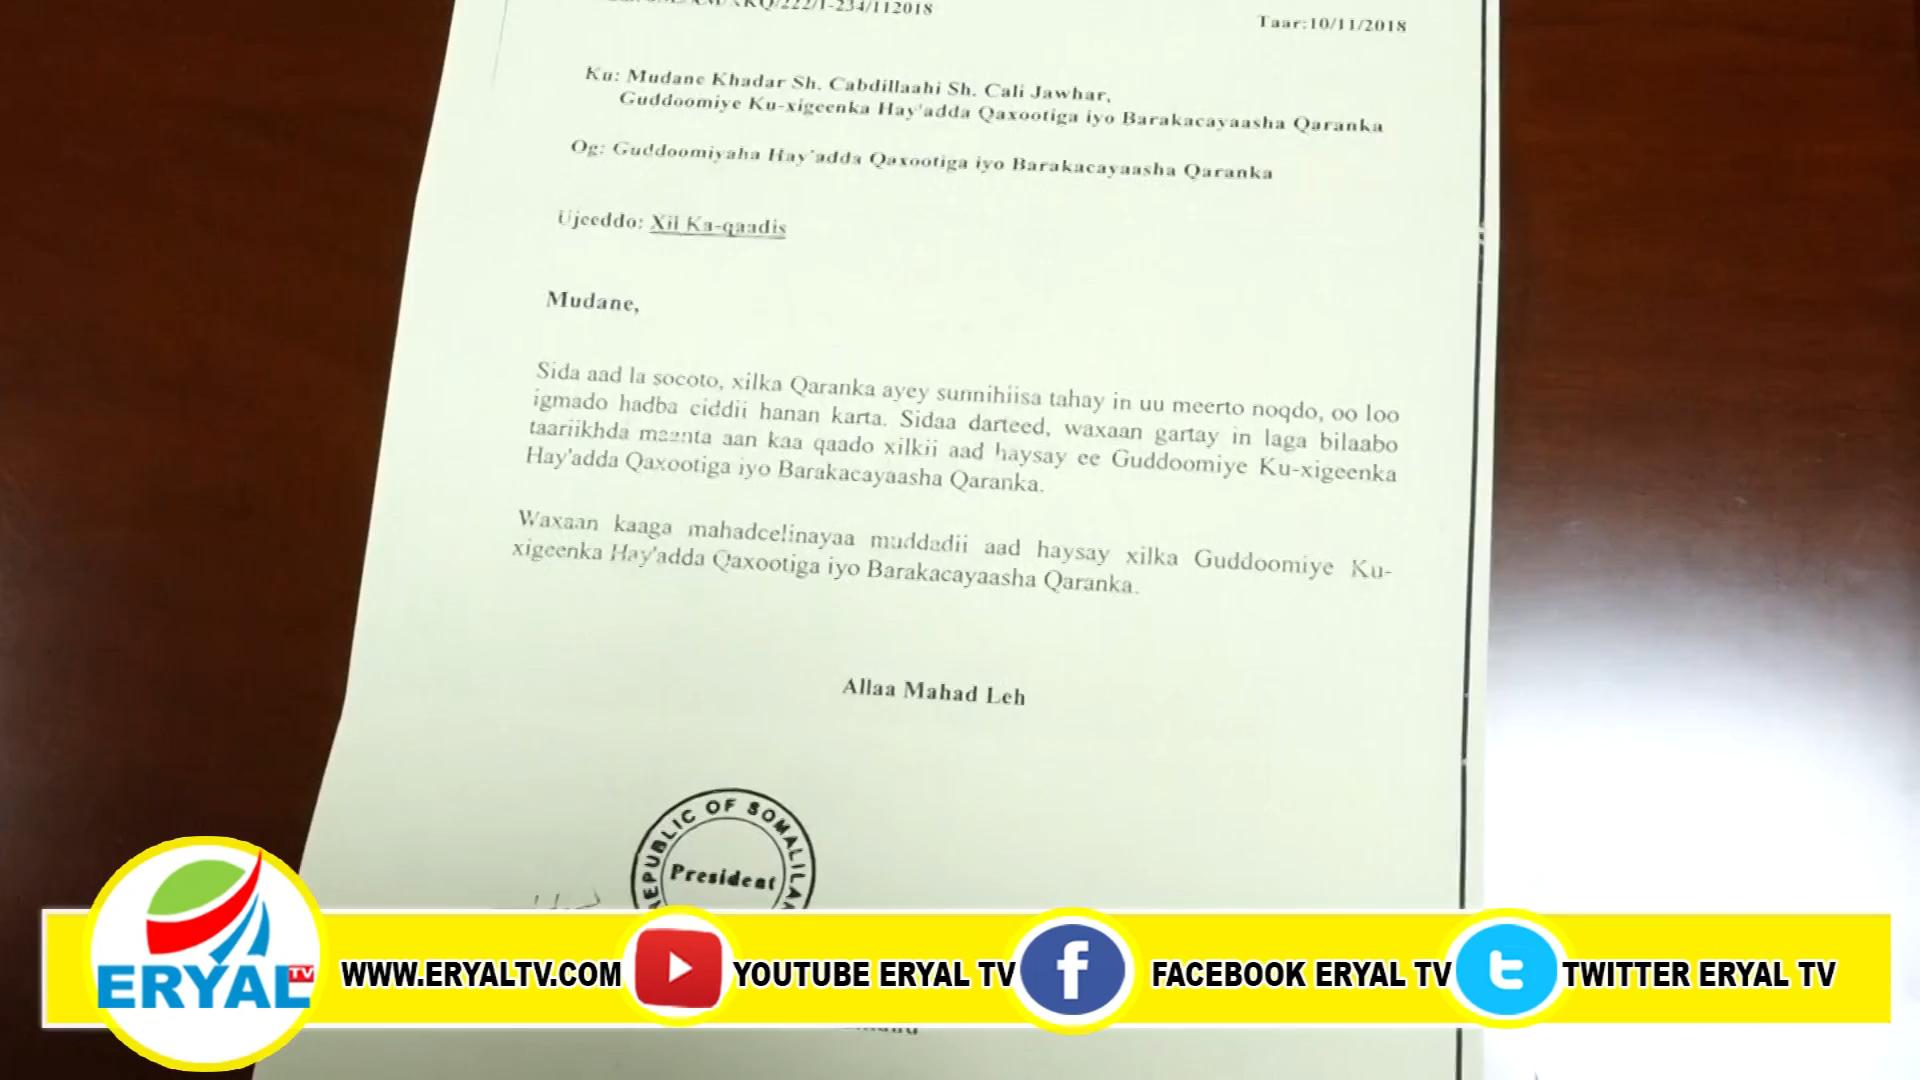 /222/1-234/112018
Taar:10/11/2018
Ku: Mudane Khadar Sh. Cabdillaahi Sh. Cali Jawhar,
Guddoomiye Ku-xigeenka Hay'adda Qaxootiga iyo Barakacayaasha Qaranka
Og: Guddoomiyaha Hay'adda Qaxootiga iyo Barakacayaasha Qaranka
Ujeeddo: Xil Ka-qaadis
Mudane,
Sida aad la socoto, xilka Qaranka ayey sunnihiisa tahay in uu meerto noqdo, oo loo
igmado hadba ciddii hanan karta. Sidaa darteed, waxaan gartay in laga bilaabo
taariikhda maanta aan kaa qaado xilkii aad haysay ee Guddoomiye Ku-xigeenka
Hay'adda Qaxootiga iyo Barakacayaasha Qaranka.
Waxaan kaaga mahadcelinayaa muddadii aad haysay xilka Guddoomiye Ku-
xigeenka Hay'adda Qaxootiga iyo Barakacayaasha Qaranka.
Allaa Mahad Leh
REPUBLIC OF SOMALILA
President
ERYAL TV
WWW.ERYALTV.COM
YOUTUBE ERYAL TV
FACEBOOK ERYAL TV
TWITTER ERYAL TV